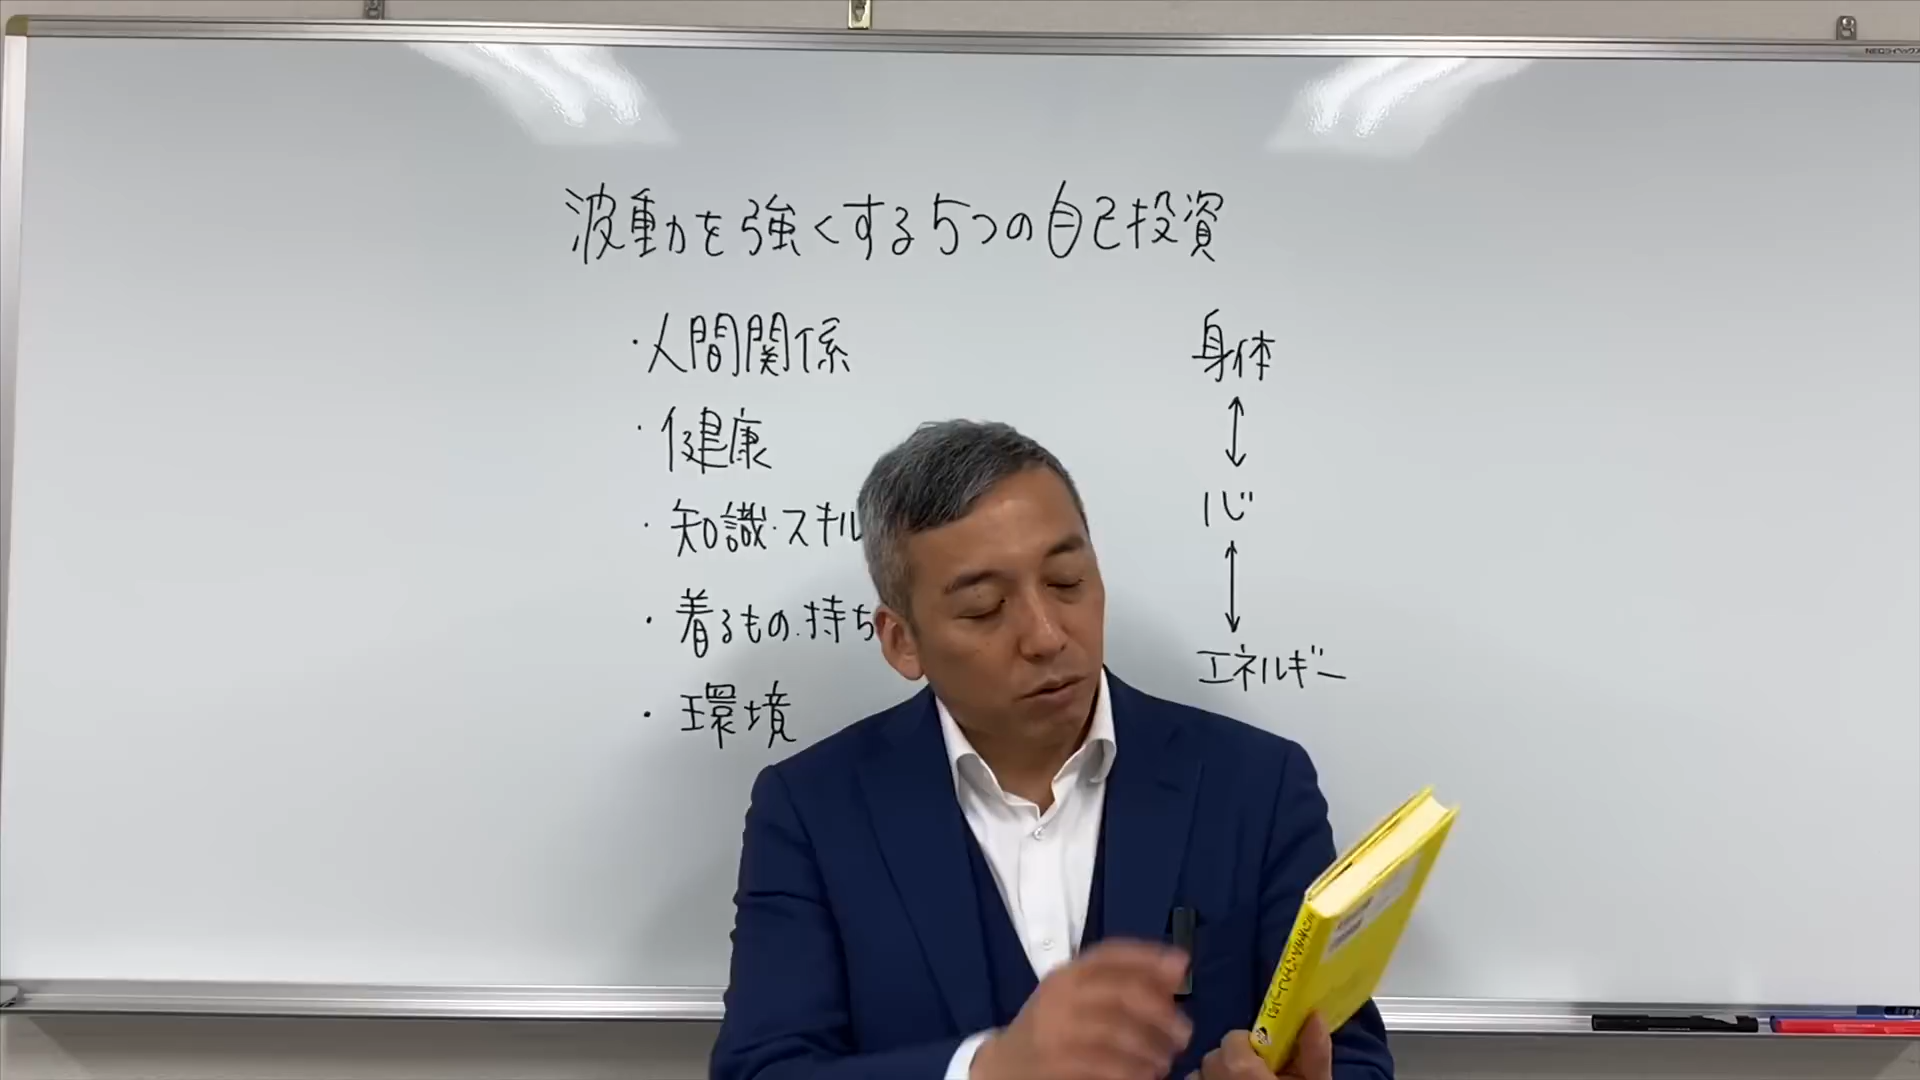 波動を強くする5つの自己投資
・人間関係
・健康
・知識・スキル
・着るもの・持ち
・環境
身体
心
エネルギー